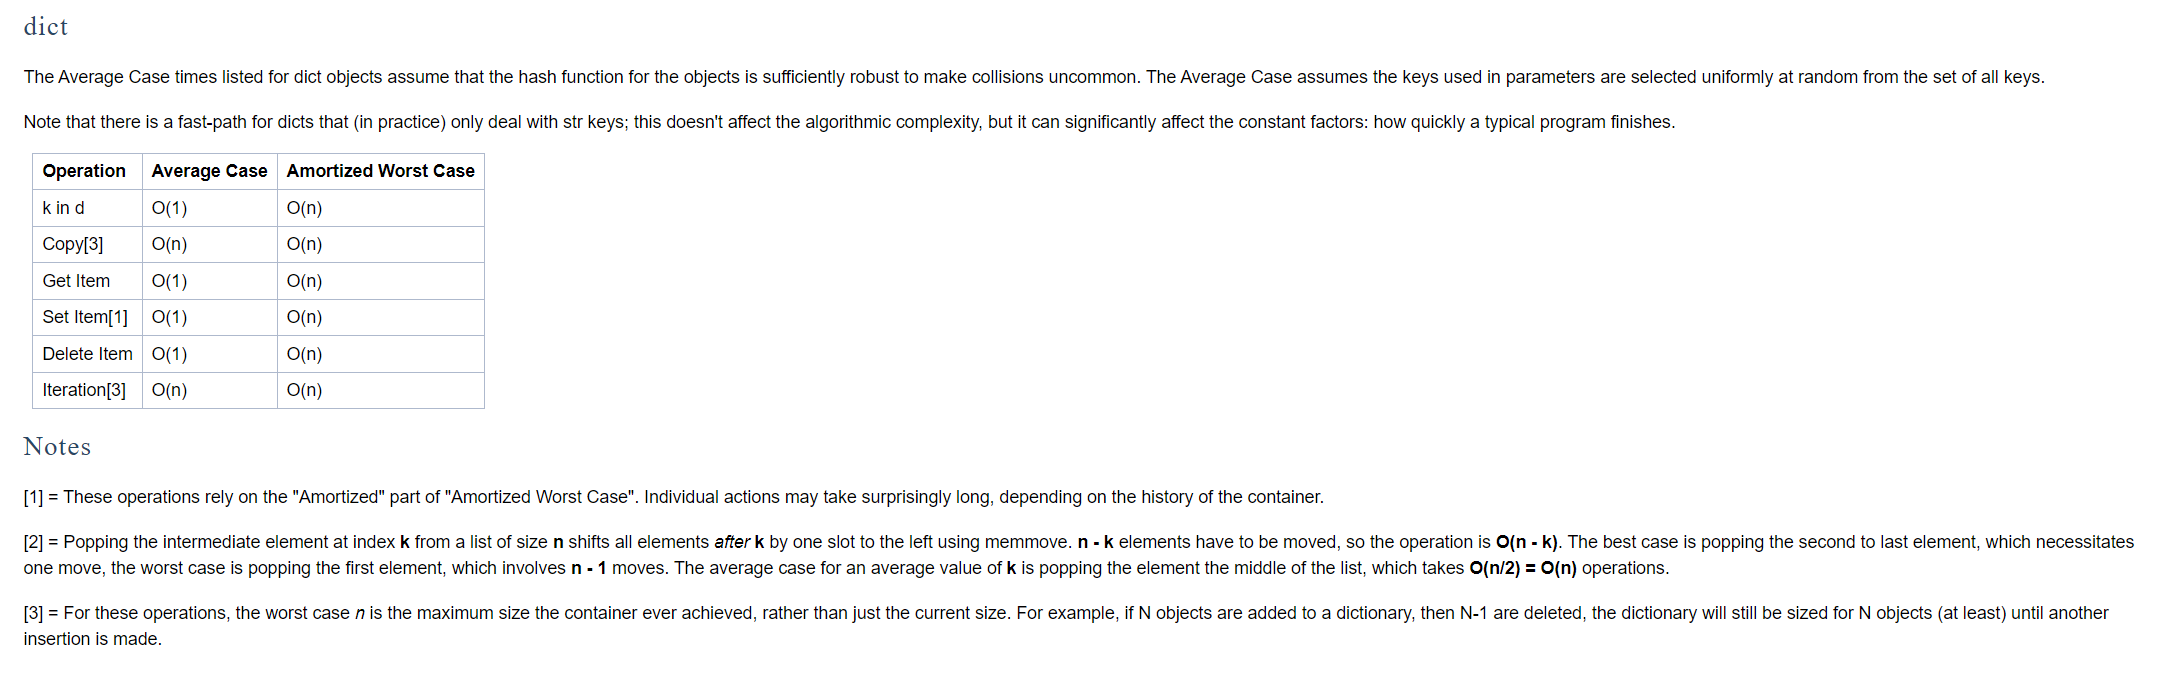 dict
The Average Case times listed for dict objects assume that the hash function for the objects is sufficiently robust to make collisions uncommon. The Average Case assumes the keys used in parameters are selected uniformly at random from the set of all keys.
Note that there is a fast-path for dicts that (in practice) only deal with str keys; this doesn't affect the algorithmic complexity, but it can significantly affect the constant factors: how quickly a typical program finishes.
Operation Average Case Amortized Worst Case
k in d O(1) O(n)
Copy[3] O(n) O(n)
Get Item O(1) O(n)
Set Item[1] O(1) O(n)
Delete Item O(1) O(n)
Iteration[3] O(n) O(n)
Notes
[1] = These operations rely on the "Amortized" part of "Amortized Worst Case". Individual actions may take surprisingly long, depending on the history of the container.
[2] = Popping the intermediate element at index k from a list of size n shifts all elements after k by one slot to the left using memmove. n - k elements have to be moved, so the operation is O(n - k). The best case is popping the second to last element, which necessitates
one move, the worst case is popping the first element, which involves n - 1 moves. The average case for an average value of k is popping the element the middle of the list, which takes O(n/2) = O(n) operations.
[3] = For these operations, the worst case n is the maximum size the container ever achieved, rather than just the current size. For example, if N objects are added to a dictionary, then N-1 are deleted, the dictionary will still be sized for N objects (at least) until another
insertion is made.